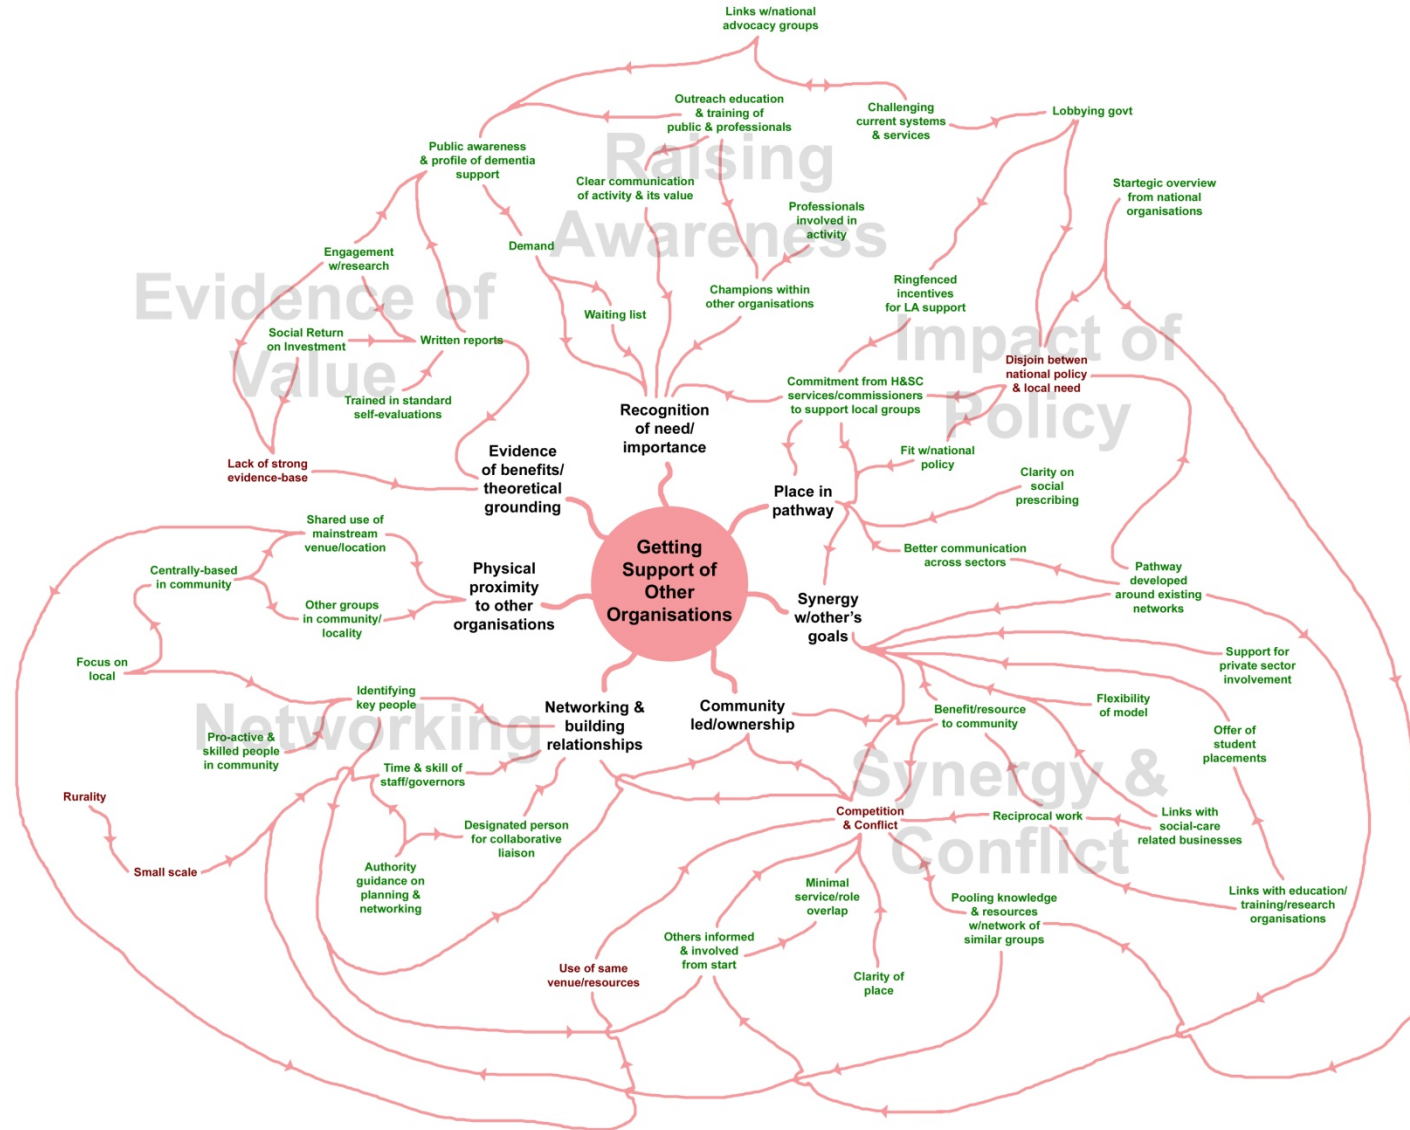 Links w/national
advocacy groups
Outreach education
& training of
public & professionals
Challenging
current systems
& services
Lobbying govt
Public awareness
& profile of dementia
support
Raising
Awareness
Clear communication
of activity & its value
Professionals
involved in
activity
Startegic overview
from national
organisations
Demand
Engagement
w/research
Evidence of
Value
Champions within
other organisations
Ringfenced
incentives
for LA support
Waiting list
Social Return
on Investment
Written reports
Impact of
Policy
Disjoin betwen
national policy
& local need
Trained in standard
self-evaluations
Commitment from H&SC
services/commissioners
to support local groups
Recognition
of need/
importance
Lack of strong
evidence-base
Evidence
of benefits/
theoretical
grounding
Place in
pathway
Fit w/national
policy
Clarity on
social
prescribing
Shared use of
mainstream
venue/location
Centrally-based
in community
Other groups
in community/
locality
Physical
proximity
to other
organisations
Getting
Support of
Other
Organisations
Better communication
across sectors
Pathway
developed
around existing
networks
Synergy
w/other's
goals
Focus on
local
Support for
private sector
involvement
Identifying
key people
Networking
Pro-active &
skilled people
in community
Networking &
building
relationships
Community
led/ownership
Benefit/resource
to community
Flexibility
of model
Offer of
student
placements
Time & skill of
staff/governors
Synergy &
Conflict
Rurality
Competition
& Conflict
Reciprocal work
Links with
social-care
related businesses
Designated person
for collaborative
liaison
Small scale
Authority
guidance on
planning &
networking
Minimal
service/role
overlap
Pooling knowledge
& resources
w/network of
similar groups
Links with education/
training/research
organisations
Others informed
& involved
from start
Use of same
venue/resources
Clarity of
place